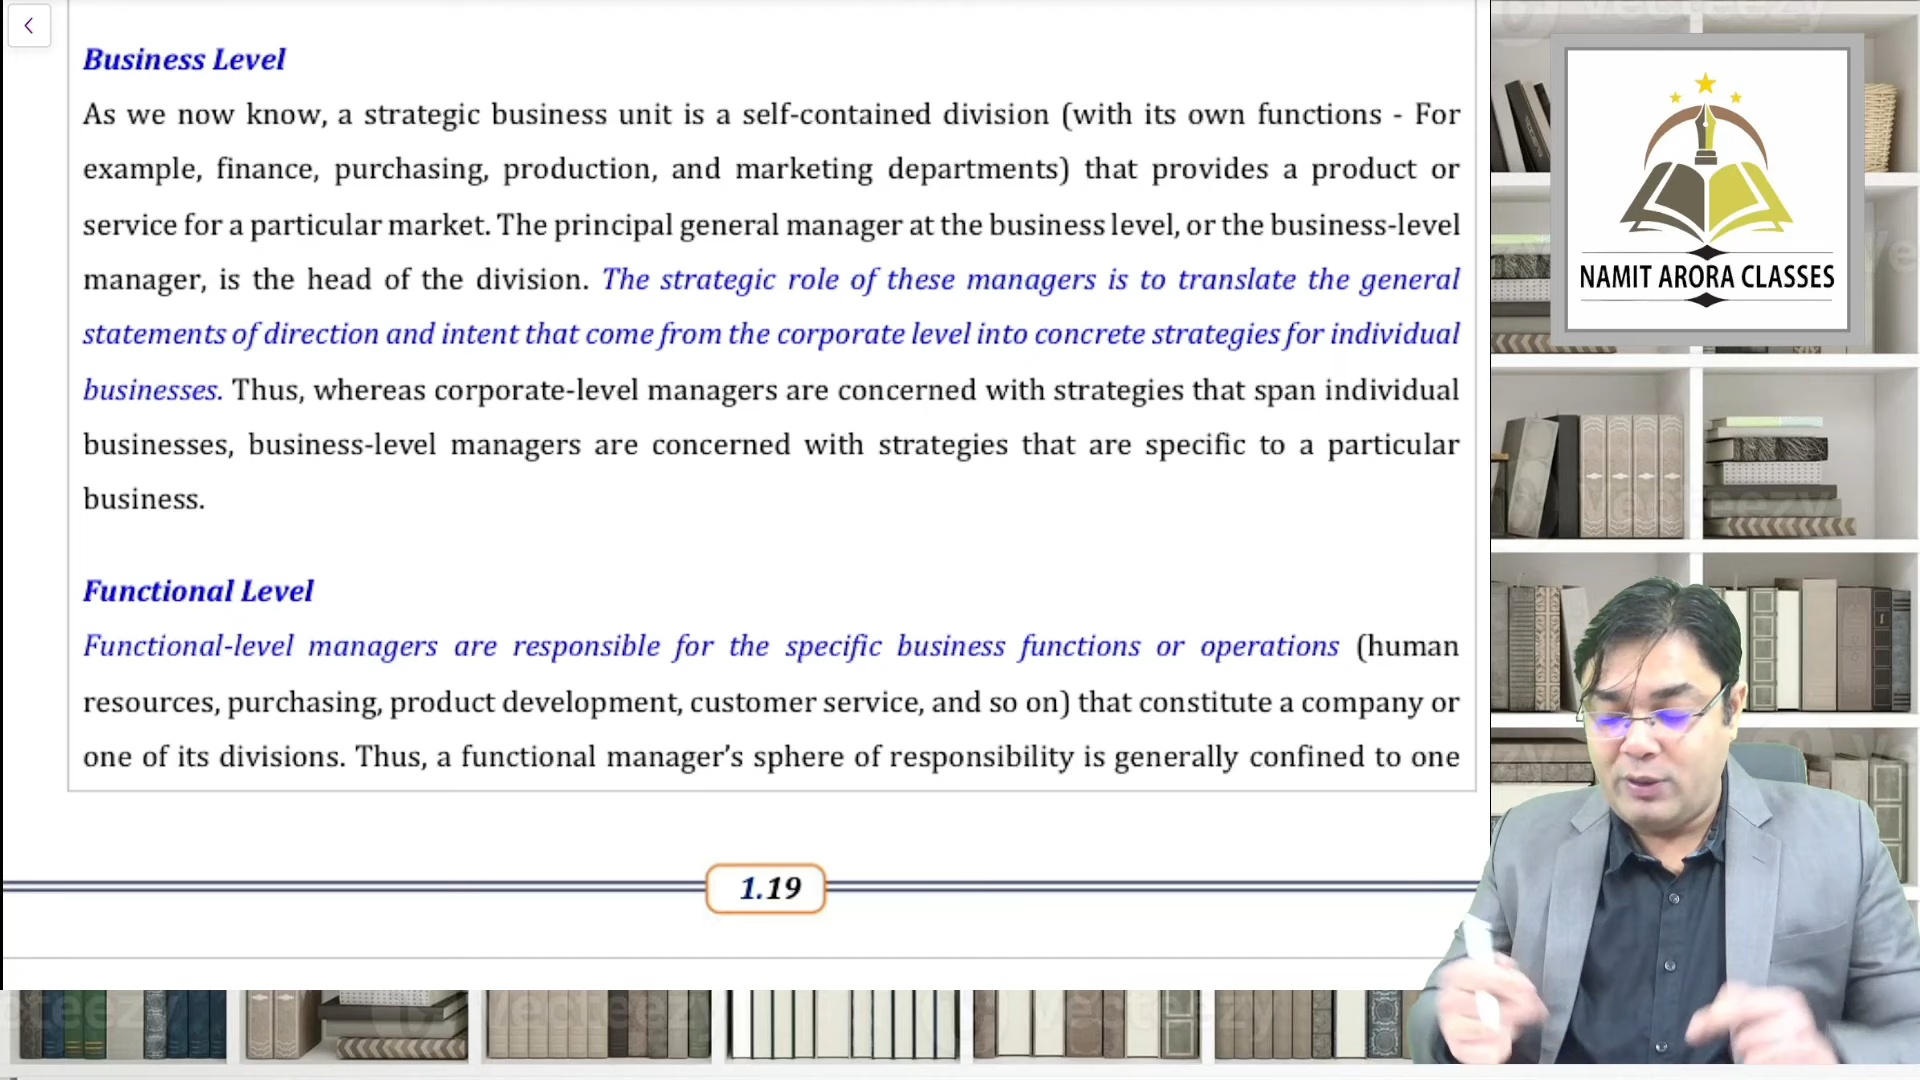 Business Level
As we now know, a strategic business unit is a self-contained division (with its own functions - For
example, finance, purchasing, production, and marketing departments) that provides a product or
service for a particular market. The principal general manager at the business level, or the business-level
manager, is the head of the division. The strategic role of these managers is to translate the general
statements of direction and intent that come from the corporate level into concrete strategies for individual
businesses. Thus, whereas corporate-level managers are concerned with strategies that span individual
businesses, business-level managers are concerned with strategies that are specific to a particular
business.
Functional Level
Functional-level managers are responsible for the specific business functions or operations (human
resources, purchasing, product development, customer service, and so on) that constitute a company or
one of its divisions. Thus, a functional manager's sphere of responsibility is generally confined to one
1.19
NAMIT ARORA CLASSES